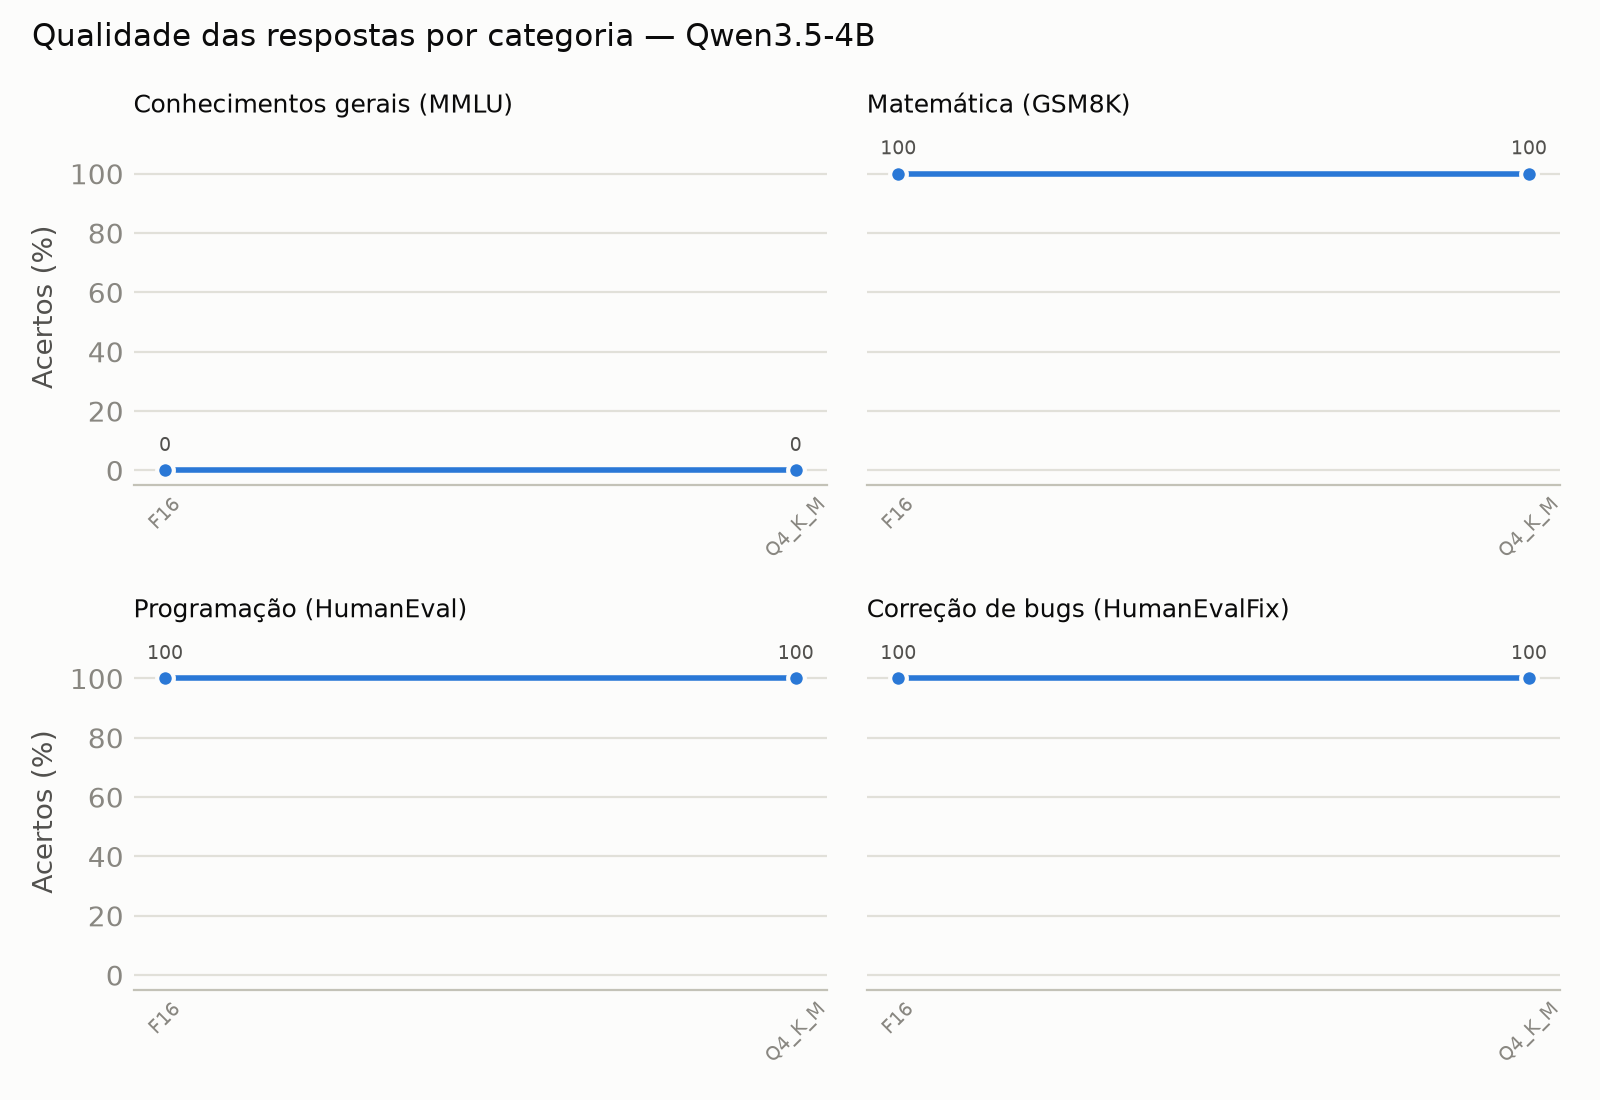 Qualidade das respostas por categoria — Qwen3.5-4B
Conhecimentos gerais (MMLU)
Acertos (%)
100
80
60
40
20
0
0
0
F16
Q4_K_M
Matemática (GSM8K)
100
100
F16
Q4_K_M
Programação (HumanEval)
Acertos (%)
100
100
100
80
60
40
20
0
F16
Q4_K_M
Correção de bugs (HumanEvalFix)
100
100
F16
Q4_K_M